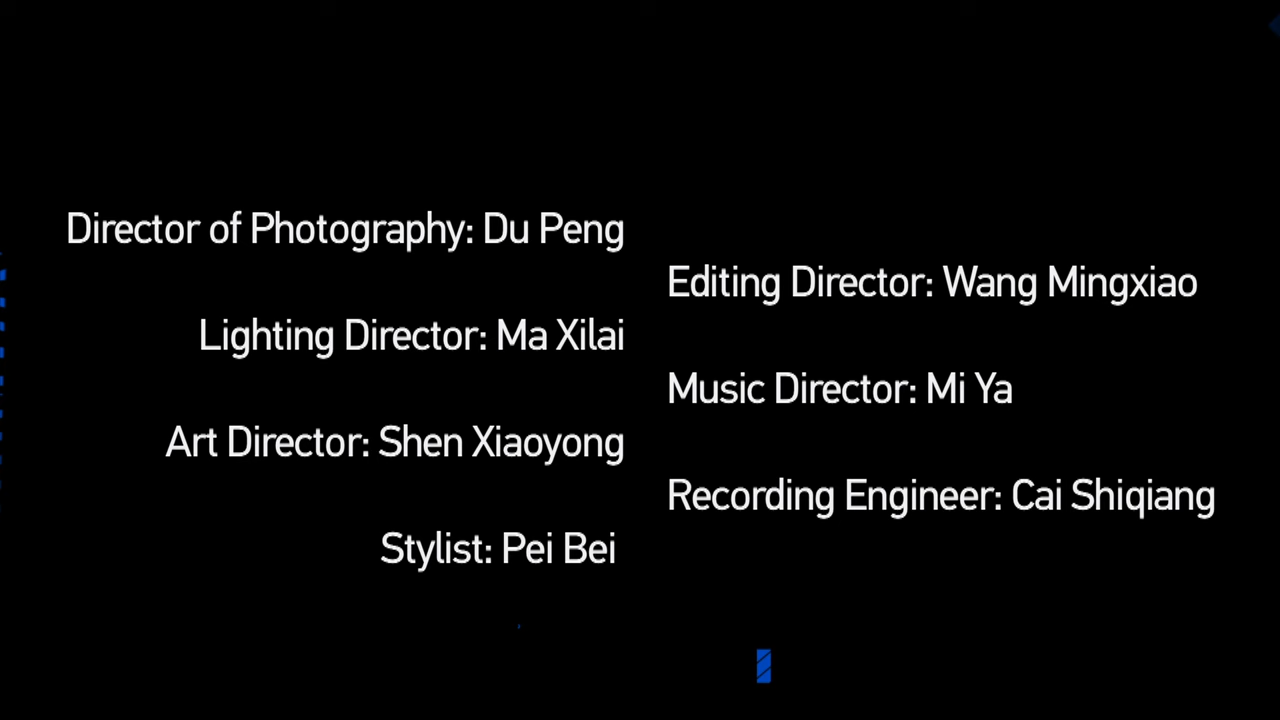 Director of Photography: Du Peng
Editing Director: Wang Mingxiao
Lighting Director: Ma Xilai
Music Director: Mi Ya
Art Director: Shen Xiaoyong
Recording Engineer: Cai Shiqiang
Stylist: Pei Bei